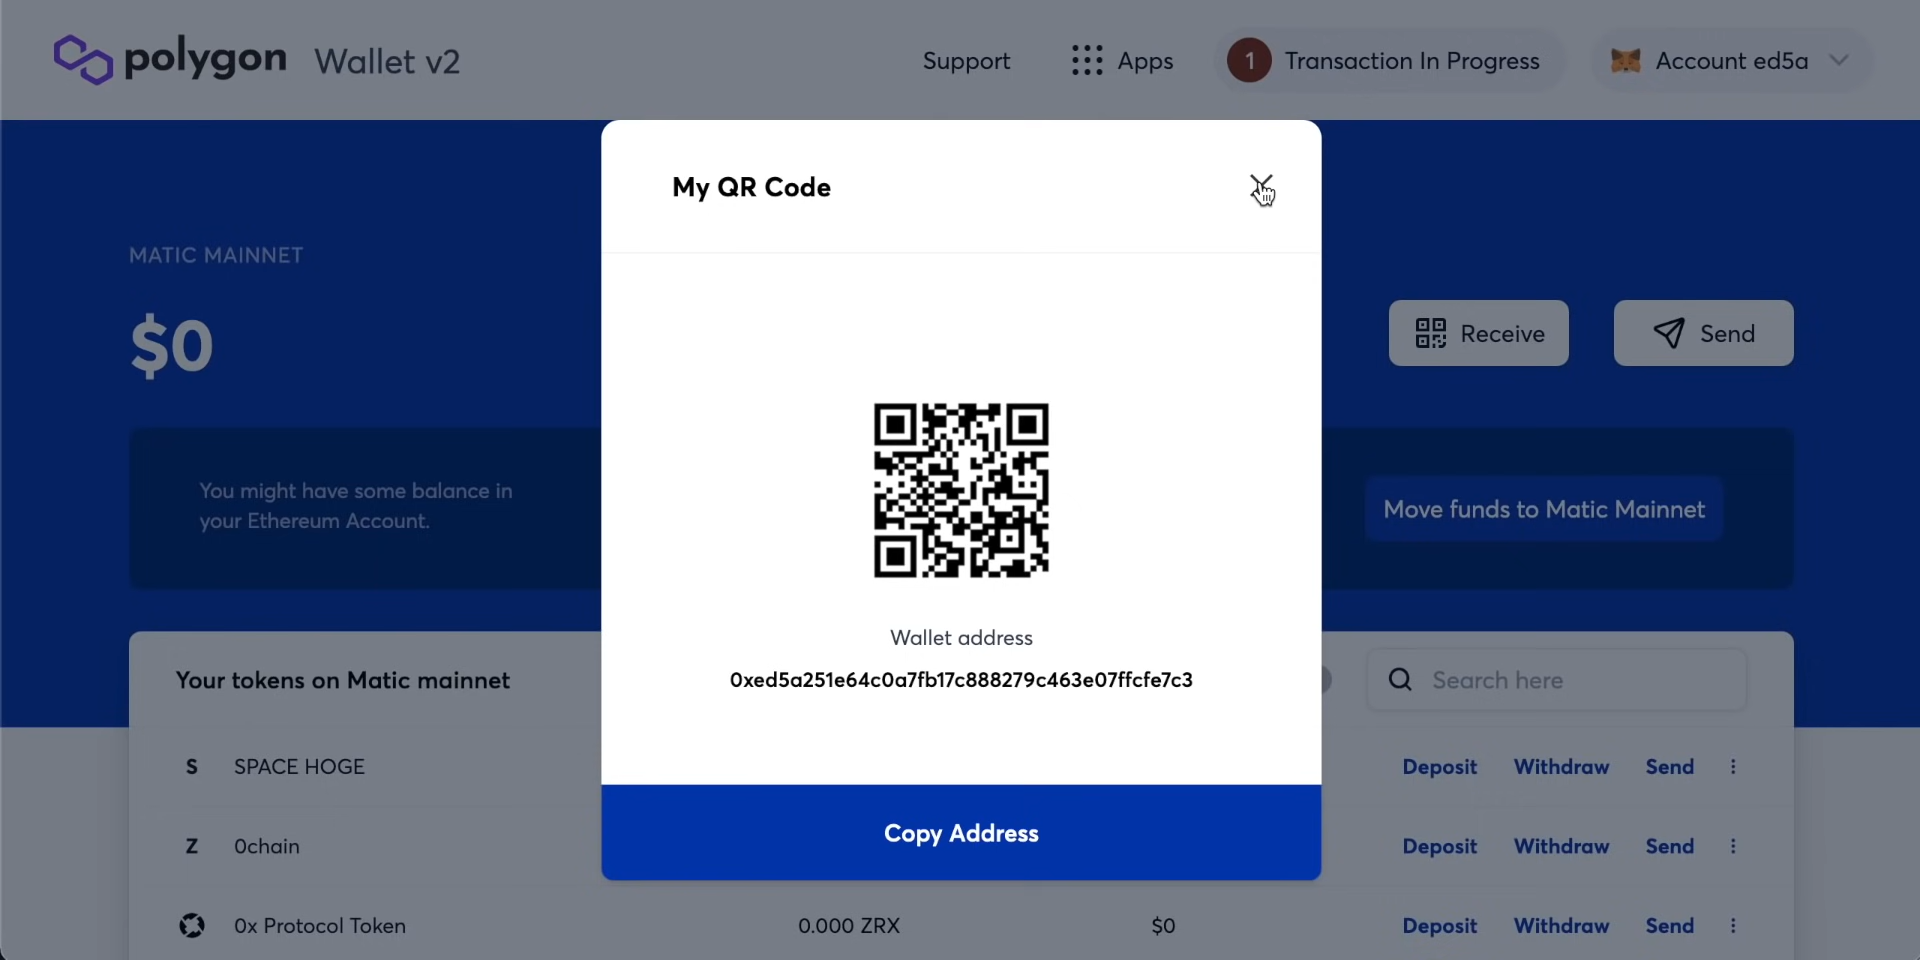 polygon Wallet v2
Support
Apps
1 Transaction In Progress
Account ed5a
My QR Code
MATIC MAINNET
$0
Receive
Send
You might have some balance in
your Ethereum Account.
Move funds to Matic Mainnet
Wallet address
0xed5a251e64c0a7fb17c888279c463e07ffcfe7c3
Copy Address
Your tokens on Matic mainnet
Search here
S SPACE HOGE Deposit Withdraw Send
Z 0chain Deposit Withdraw Send
0x Protocol Token 0.000 ZRX $0 Deposit Withdraw Send